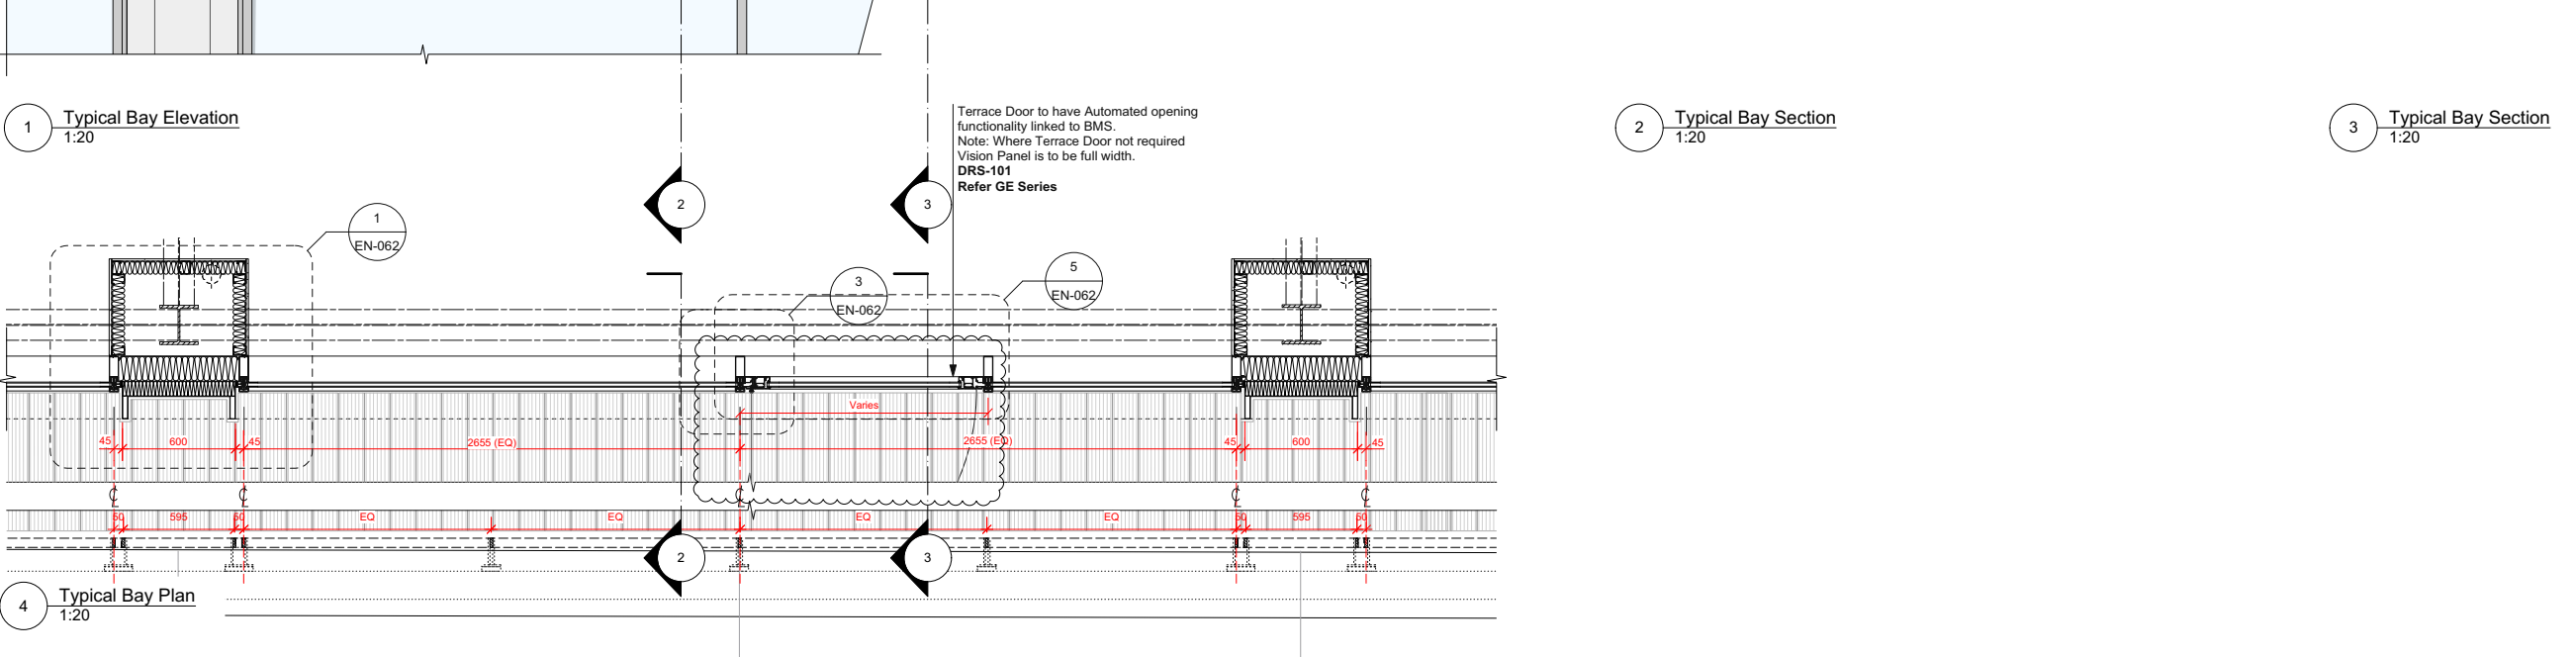 1
Typical Bay Elevation
1:20
Terrace Door to have Automated opening
functionality linked to BMS.
Note: Where Terrace Door not required
Vision Panel is to be full width.
DRS-101
Refer GE Series
2
Typical Bay Section
1:20
3
Typical Bay Section
1:20
2
3
1
EN-062
3
EN-062
5
EN-062
Varies
45
600
45
2655 (EQ)
2655 (EQ)
45
600
45
50
595
50
EQ
EQ
EQ
EQ
50
595
50
2
3
4
Typical Bay Plan
1:20